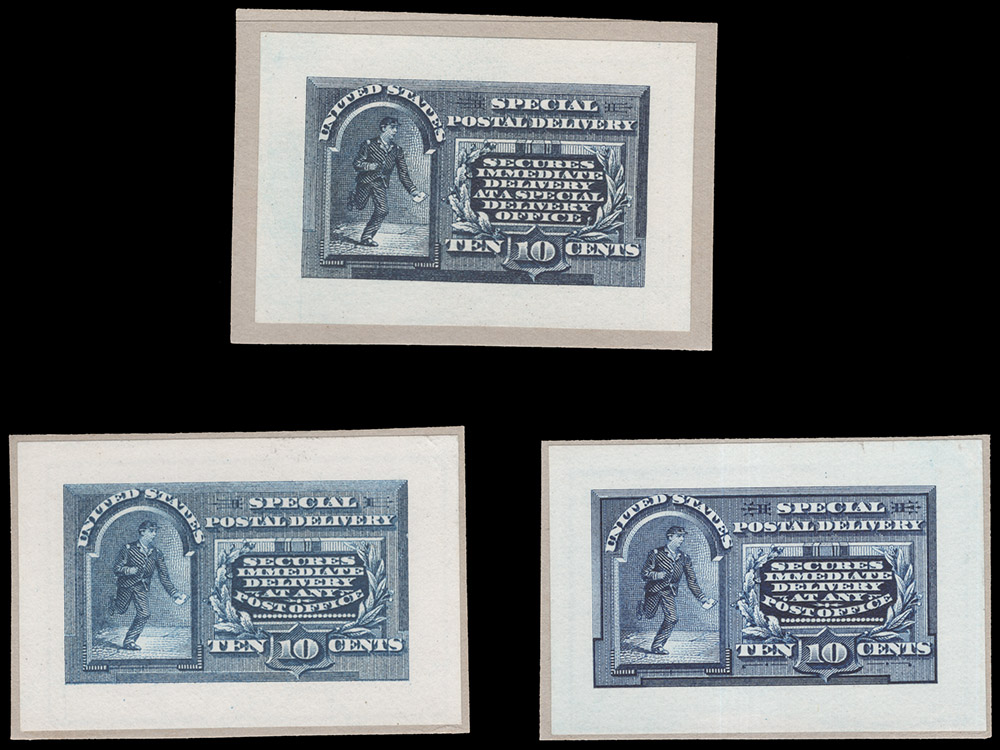 UNITED STATES
SPECIAL
POSTAL DELIVERY
SECURES
IMMEDIATE
DELIVERY
AT A SPECIAL
DELIVERY
OFFICE
TEN 10 CENTS
UNITED STATES
SPECIAL
POSTAL DELIVERY
SECURES
IMMEDIATE
DELIVERY
AT ANY
POST OFFICE
TEN 10 CENTS
UNITED STATES
SPECIAL
POSTAL DELIVERY
SECURES
IMMEDIATE
DELIVERY
AT ANY
POST OFFICE
TEN 10 CENTS